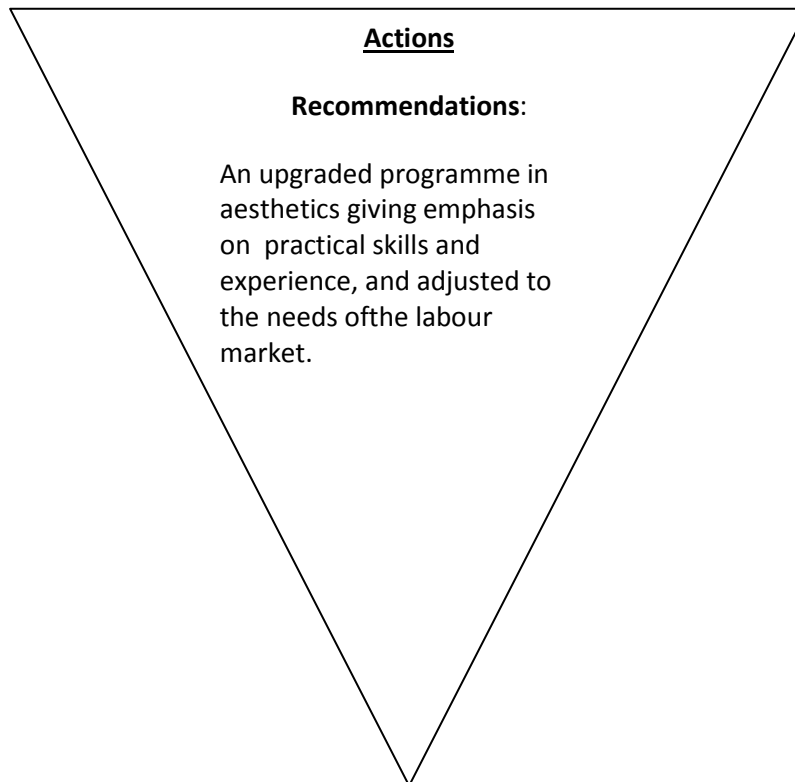 Actions
Recommendations:
An upgraded programme in
aesthetics giving emphasis
on  practical skills and
experience, and adjusted to
the needs ofthe labour
market.